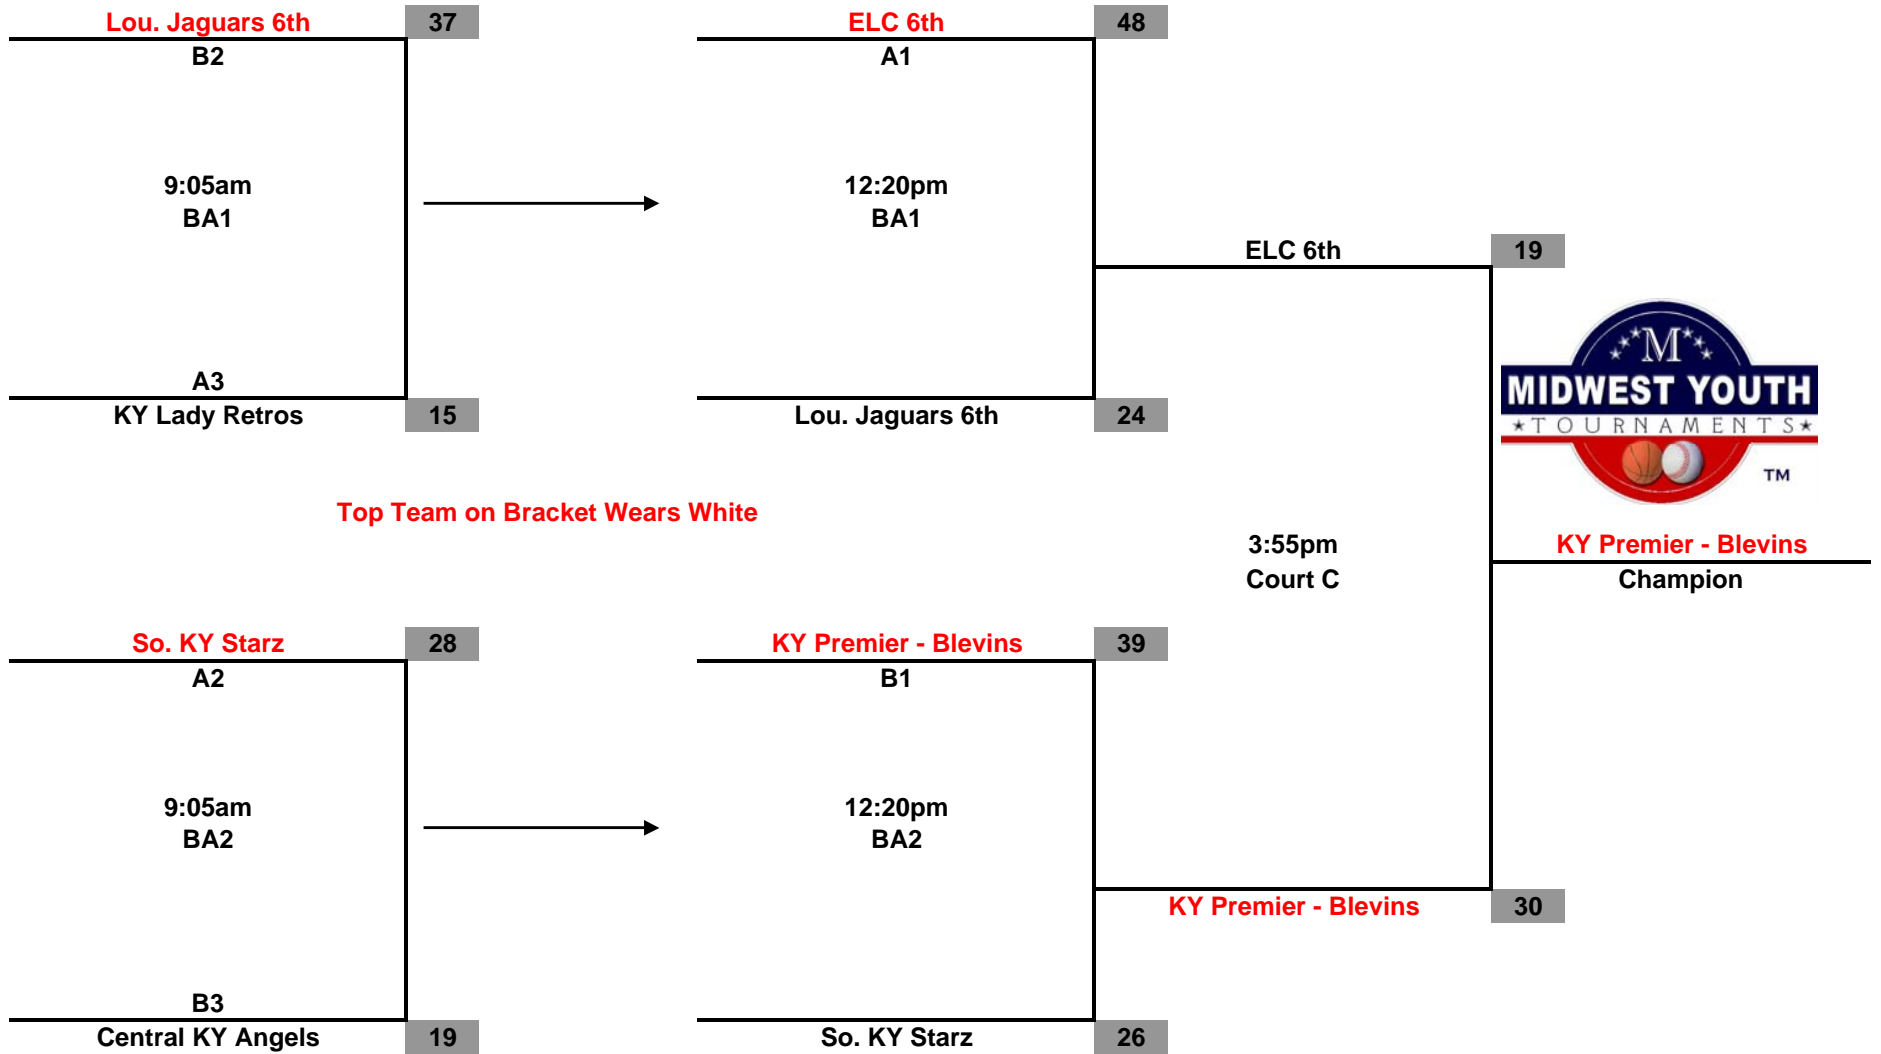 Lou. Jaguars 6th 37
B2
9:05am
BA1
A3
KY Lady Retros 15
ELC 6th 48
A1
12:20pm
BA1
Lou. Jaguars 6th 24
ELC 6th 19
M
MIDWEST YOUTH
TOURNAMENTS
TM
Top Team on Bracket Wears White
3:55pm
Court C
KY Premier - Blevins
Champion
So. KY Starz 28
A2
9:05am
BA2
B3
Central KY Angels 19
KY Premier - Blevins 39
B1
12:20pm
BA2
So. KY Starz 26
KY Premier - Blevins 30